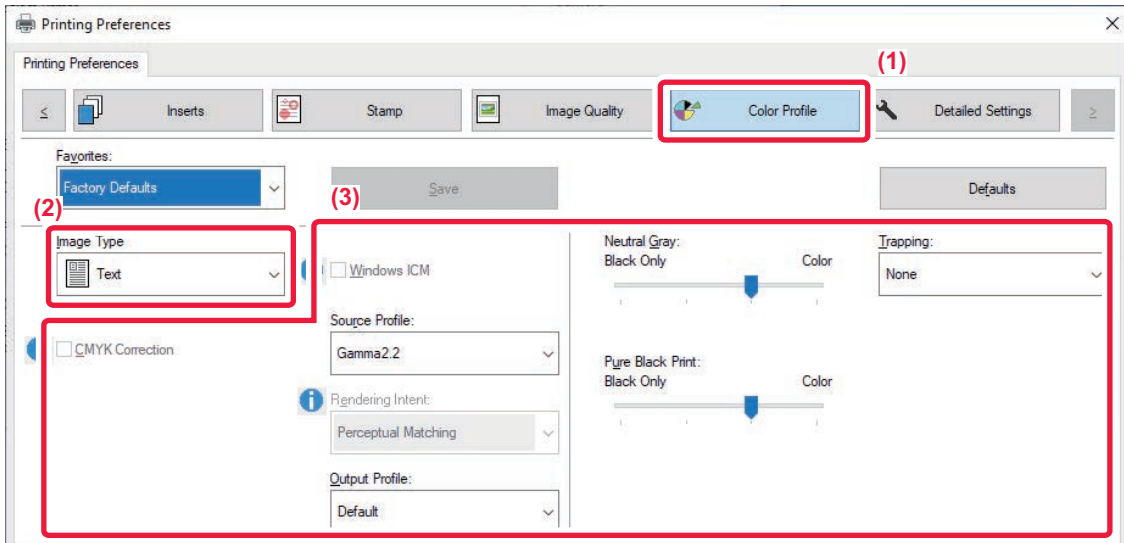 Printing Preferences
Printing Preferences
(1)
< Inserts Stamp Image Quality Color Profile Detailed Settings >
Favorites:
Factory Defaults
Save
Defaults
(2)
(3)
Image Type
Text
CMYK Correction
Windows ICM
Source Profile:
Gamma2.2
Rendering Intent:
Perceptual Matching
Output Profile:
Default
Neutral Gray:
Black Only Color
Pure Black Print:
Black Only Color
Trapping:
None